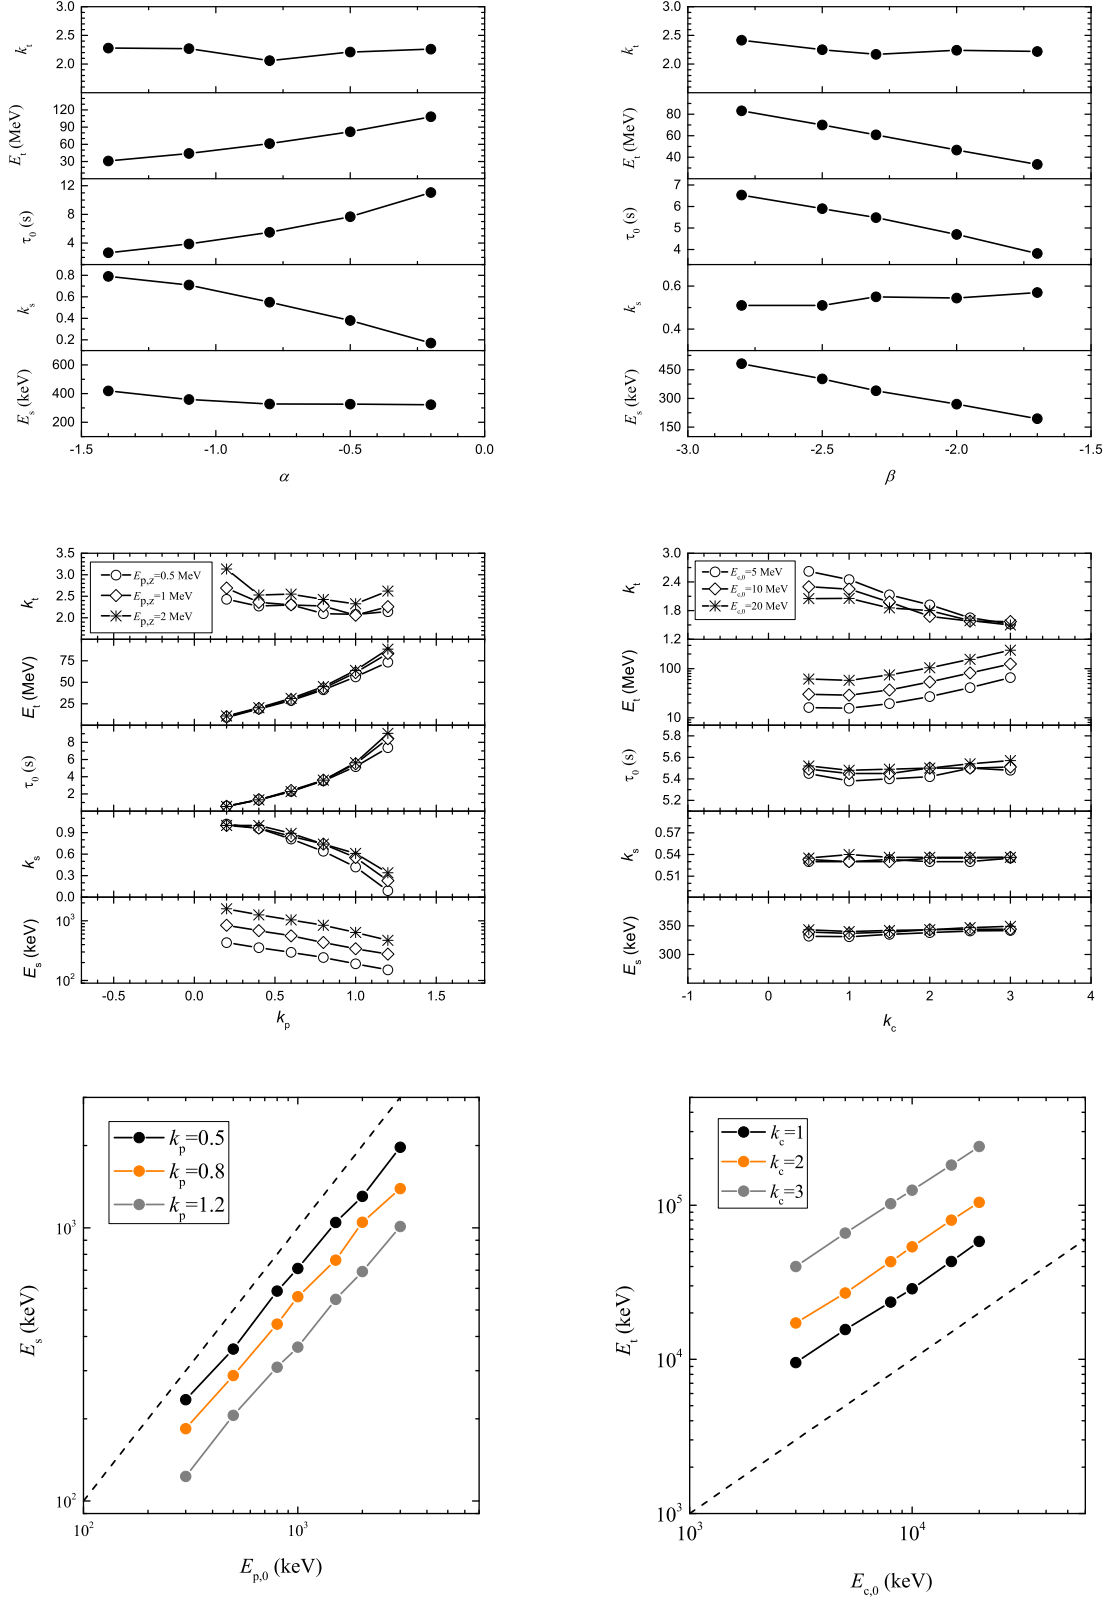 3.0
2.5
2.0
k_t
120
90
60
30
E_t (MeV)
12
8
4
τ_0 (s)
0.8
0.6
0.4
0.2
k_s
600
400
200
E_s (keV)
-1.5 -1.0 -0.5 0.0
α
3.0
2.5
2.0
k_t
80
60
40
E_t (MeV)
7
6
5
4
τ_0 (s)
0.6
0.4
k_s
450
300
150
E_s (keV)
-3.0 -2.5 -2.0 -1.5
β
3.5
3.0
2.5
2.0
k_t
E_p,z=0.5 MeV
E_p,z=1 MeV
E_p,z=2 MeV
75
50
25
E_t (MeV)
8
6
4
2
τ_0 (s)
0.9
0.6
0.3
0.0
k_s
10^3
10^2
E_s (keV)
-0.5 0.0 0.5 1.0 1.5
k_p
3.0
2.4
1.8
1.2
k_t
E_c,0=5 MeV
E_c,0=10 MeV
E_c,0=20 MeV
100
10
E_t (MeV)
5.8
5.6
5.4
5.2
τ_0 (s)
0.57
0.54
0.51
k_s
350
300
E_s (keV)
-1 0 1 2 3 4
k_c
k_p=0.5
k_p=0.8
k_p=1.2
10^3
10^2
E_s (keV)
10^2 10^3
E_p,0 (keV)
k_c=1
k_c=2
k_c=3
10^5
10^4
10^3
E_t (keV)
10^3 10^4
E_c,0 (keV)